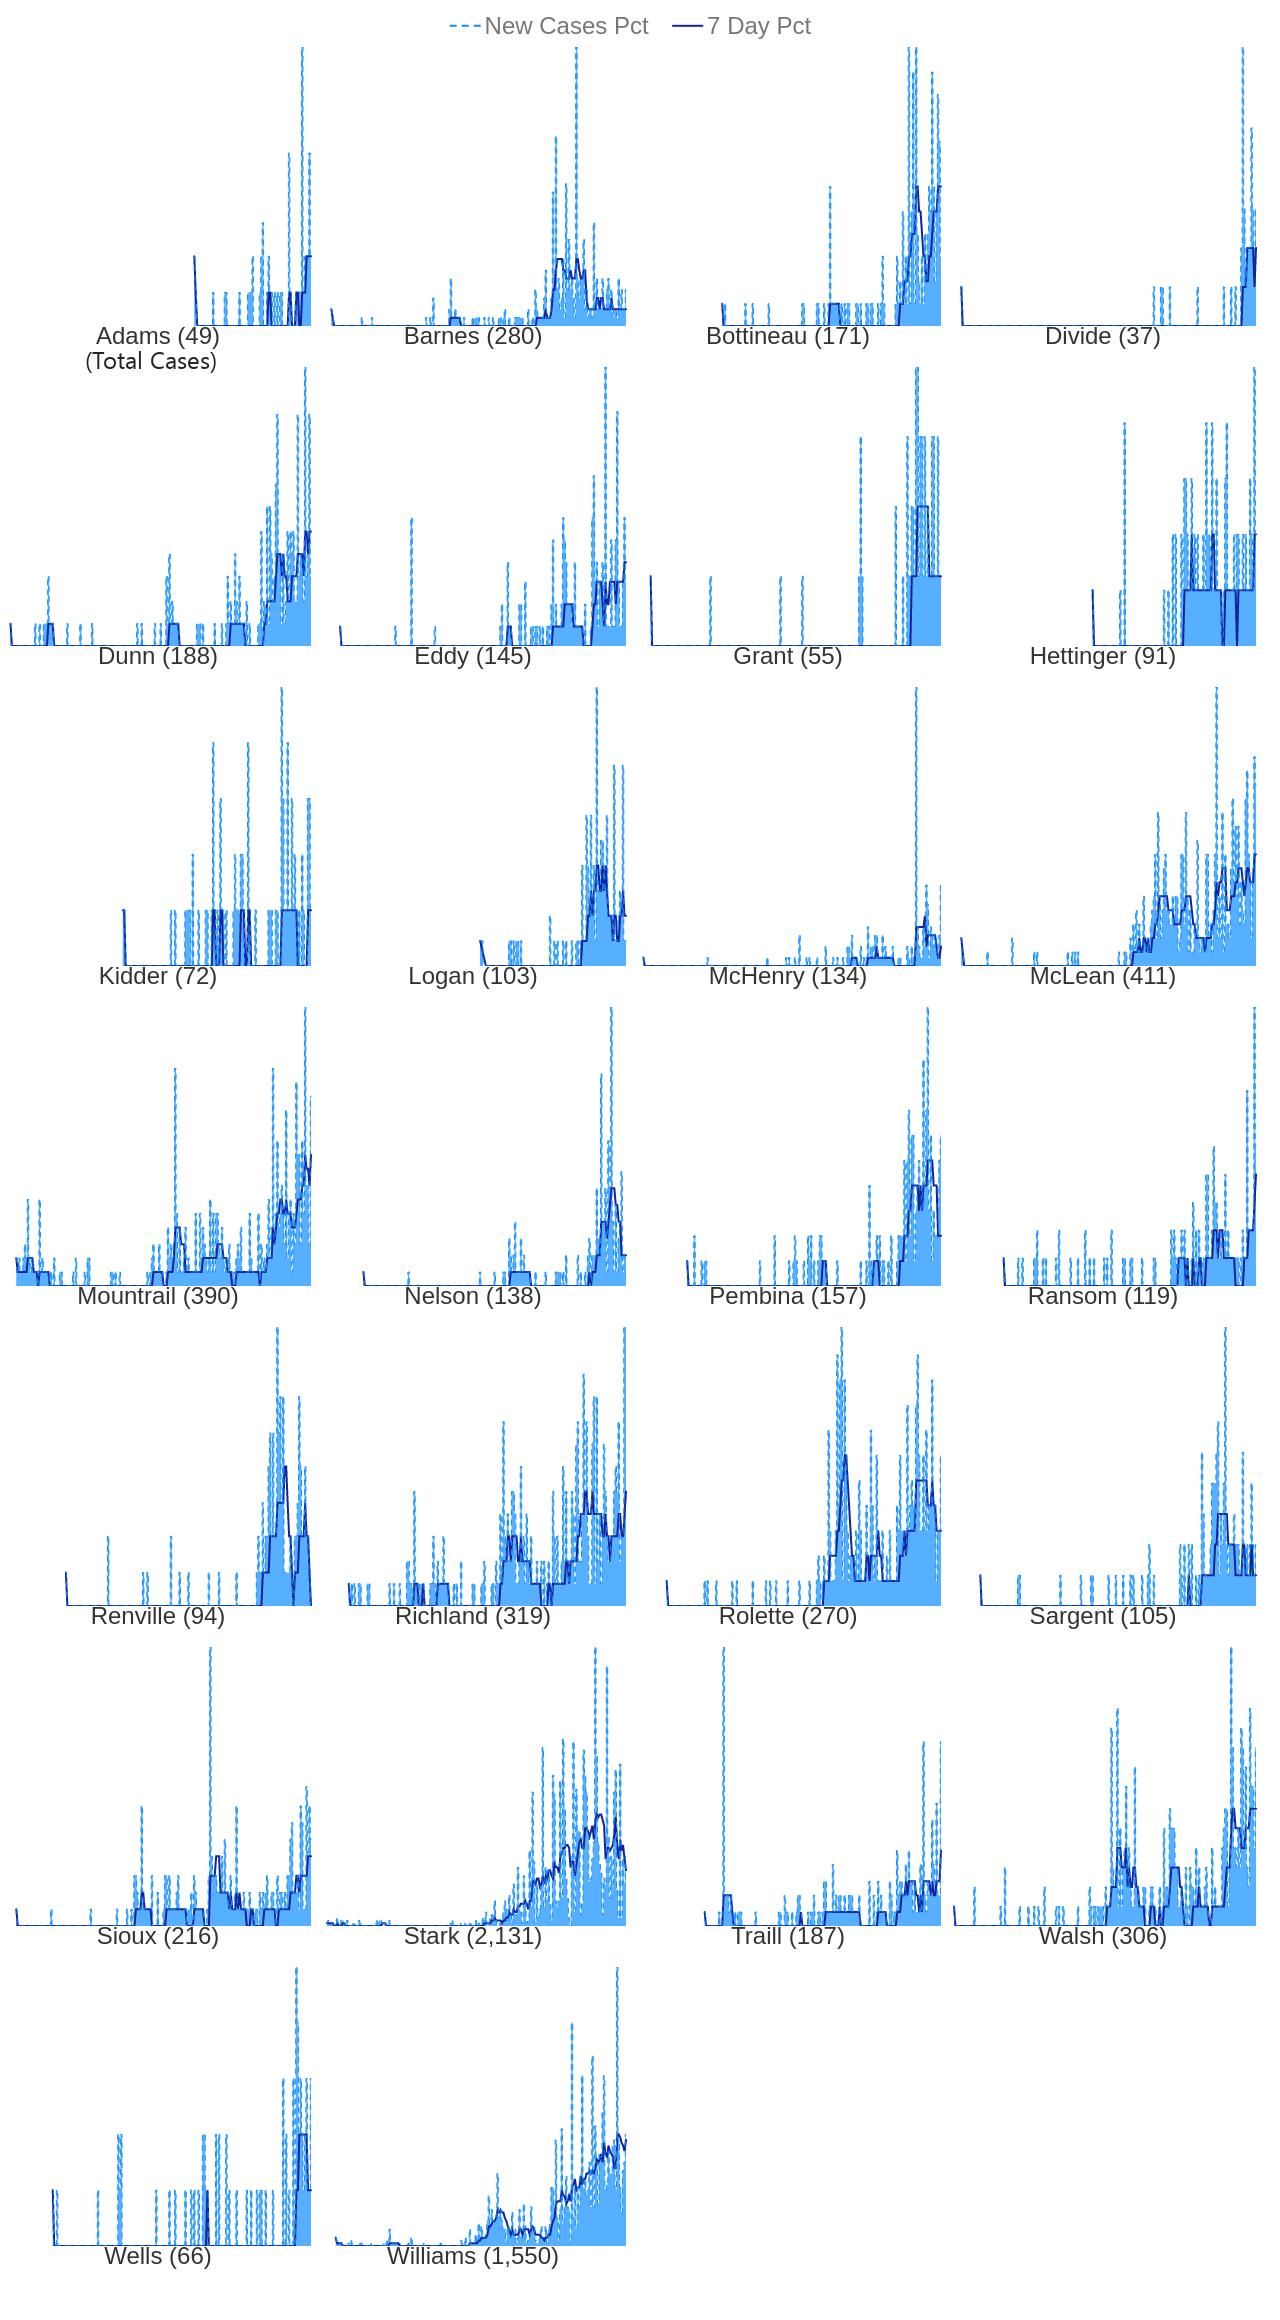 New Cases Pct 7 Day Pct
Adams (49) Barnes (280) Bottineau (171) Divide (37)
(Total Cases)
Dunn (188) Eddy (145) Grant (55) Hettinger (91)
Kidder (72) Logan (103) McHenry (134) McLean (411)
Mountrail (390) Nelson (138) Pembina (157) Ransom (119)
Renville (94) Richland (319) Rolette (270) Sargent (105)
Sioux (216) Stark (2,131) Traill (187) Walsh (306)
Wells (66) Williams (1,550)